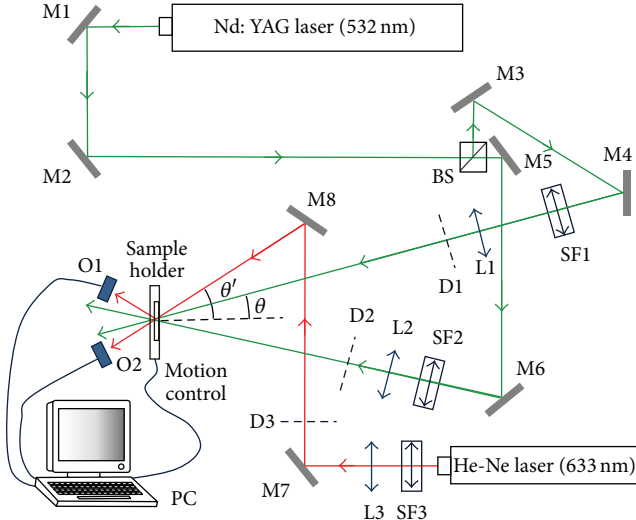 M1
Nd: YAG laser (532 nm)
M3
M2
BS
M5
M4
M8
Sample
holder
O1
D1
L1
SF1
θ′
θ
D2
L2
SF2
O2
Motion
control
M6
D3
PC
M7
L3
SF3
He-Ne laser (633 nm)